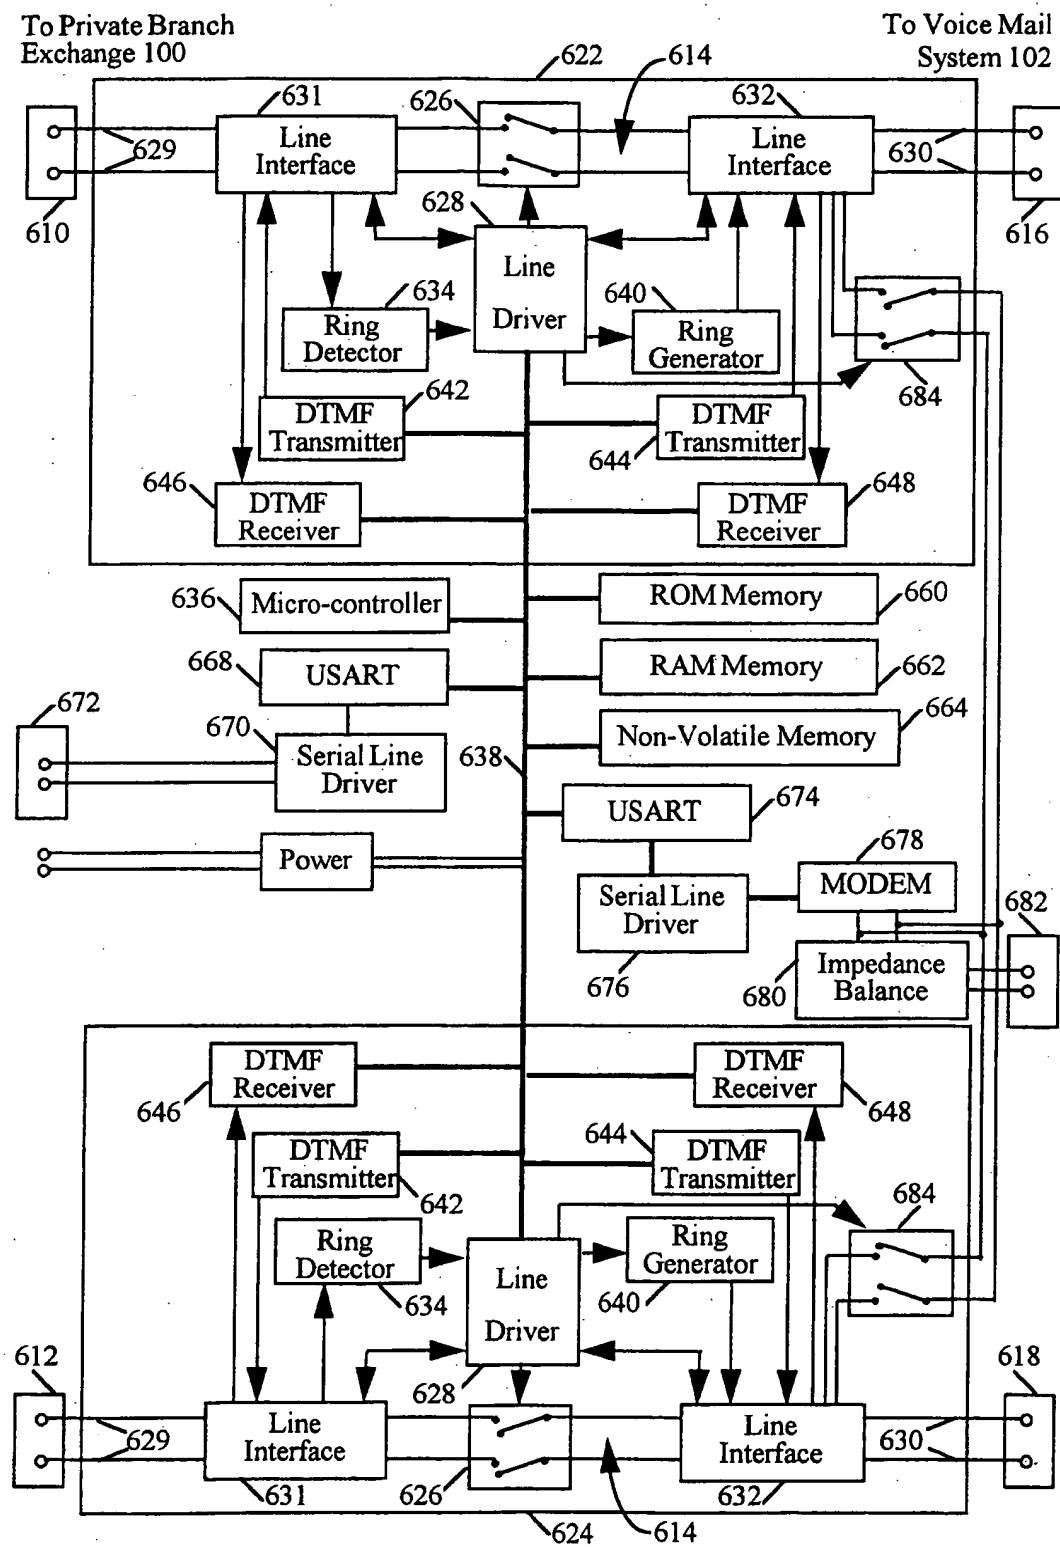 To Private Branch
Exchange 100
To Voice Mail
System 102
622
614
631
626
632
Line
Interface
Line
Interface
629
630
610
616
628
Line
Driver
634
Ring
Detector
640
Ring
Generator
684
642
DTMF
Transmitter
DTMF
Transmitter
644
646
DTMF
Receiver
648
DTMF
Receiver
636
Micro-controller
ROM Memory
660
668
USART
RAM Memory
662
672
670
Serial Line
Driver
664
Non-Volatile Memory
638
674
USART
Power
678
MODEM
Serial Line
Driver
676
682
680
Impedance
Balance
DTMF
Receiver
646
DTMF
Receiver
648
DTMF
Transmitter
642
644
DTMF
Transmitter
684
Ring
Detector
634
Line
Driver
628
Ring
Generator
640
612
618
Line
Interface
Line
Interface
629
630
631
626
632
624
614